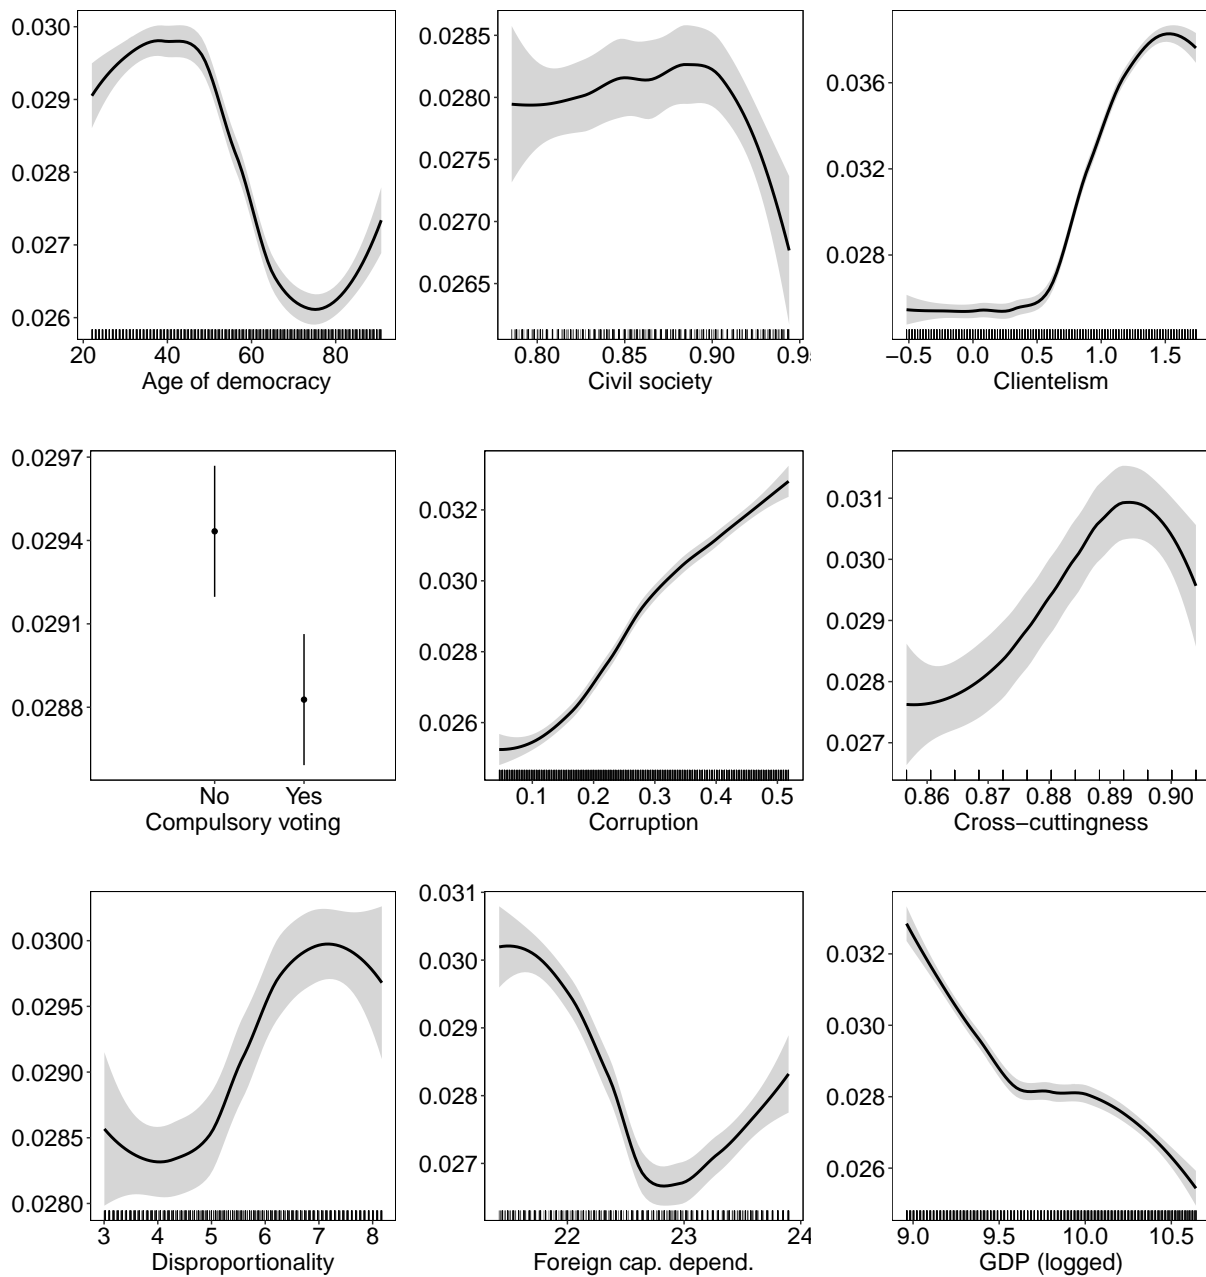 0.030
0.029
0.028
0.027
0.026
20 40 60 80
Age of democracy
0.0285
0.0280
0.0275
0.0270
0.0265
0.80 0.85 0.90 0.9
Civil society
0.036
0.032
0.028
−0.5 0.0 0.5 1.0 1.5
Clientelism
0.0297
0.0294
0.0291
0.0288
No Yes
Compulsory voting
0.032
0.030
0.028
0.026
0.1 0.2 0.3 0.4 0.5
Corruption
0.031
0.030
0.029
0.028
0.027
0.86 0.87 0.88 0.89 0.90
Cross−cuttingness
0.0300
0.0295
0.0290
0.0285
0.0280
3 4 5 6 7 8
Disproportionality
0.031
0.030
0.029
0.028
0.027
22 23 24
Foreign cap. depend.
0.032
0.030
0.028
0.026
9.0 9.5 10.0 10.5
GDP (logged)